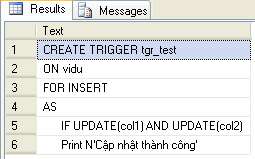 Results Messages
Text
1 CREATE TRIGGER tgr_test
2 ON vidu
3 FOR INSERT
4 AS
5 IF UPDATE(col1) AND UPDATE(col2)
6 Print N'Cập nhật thành công'